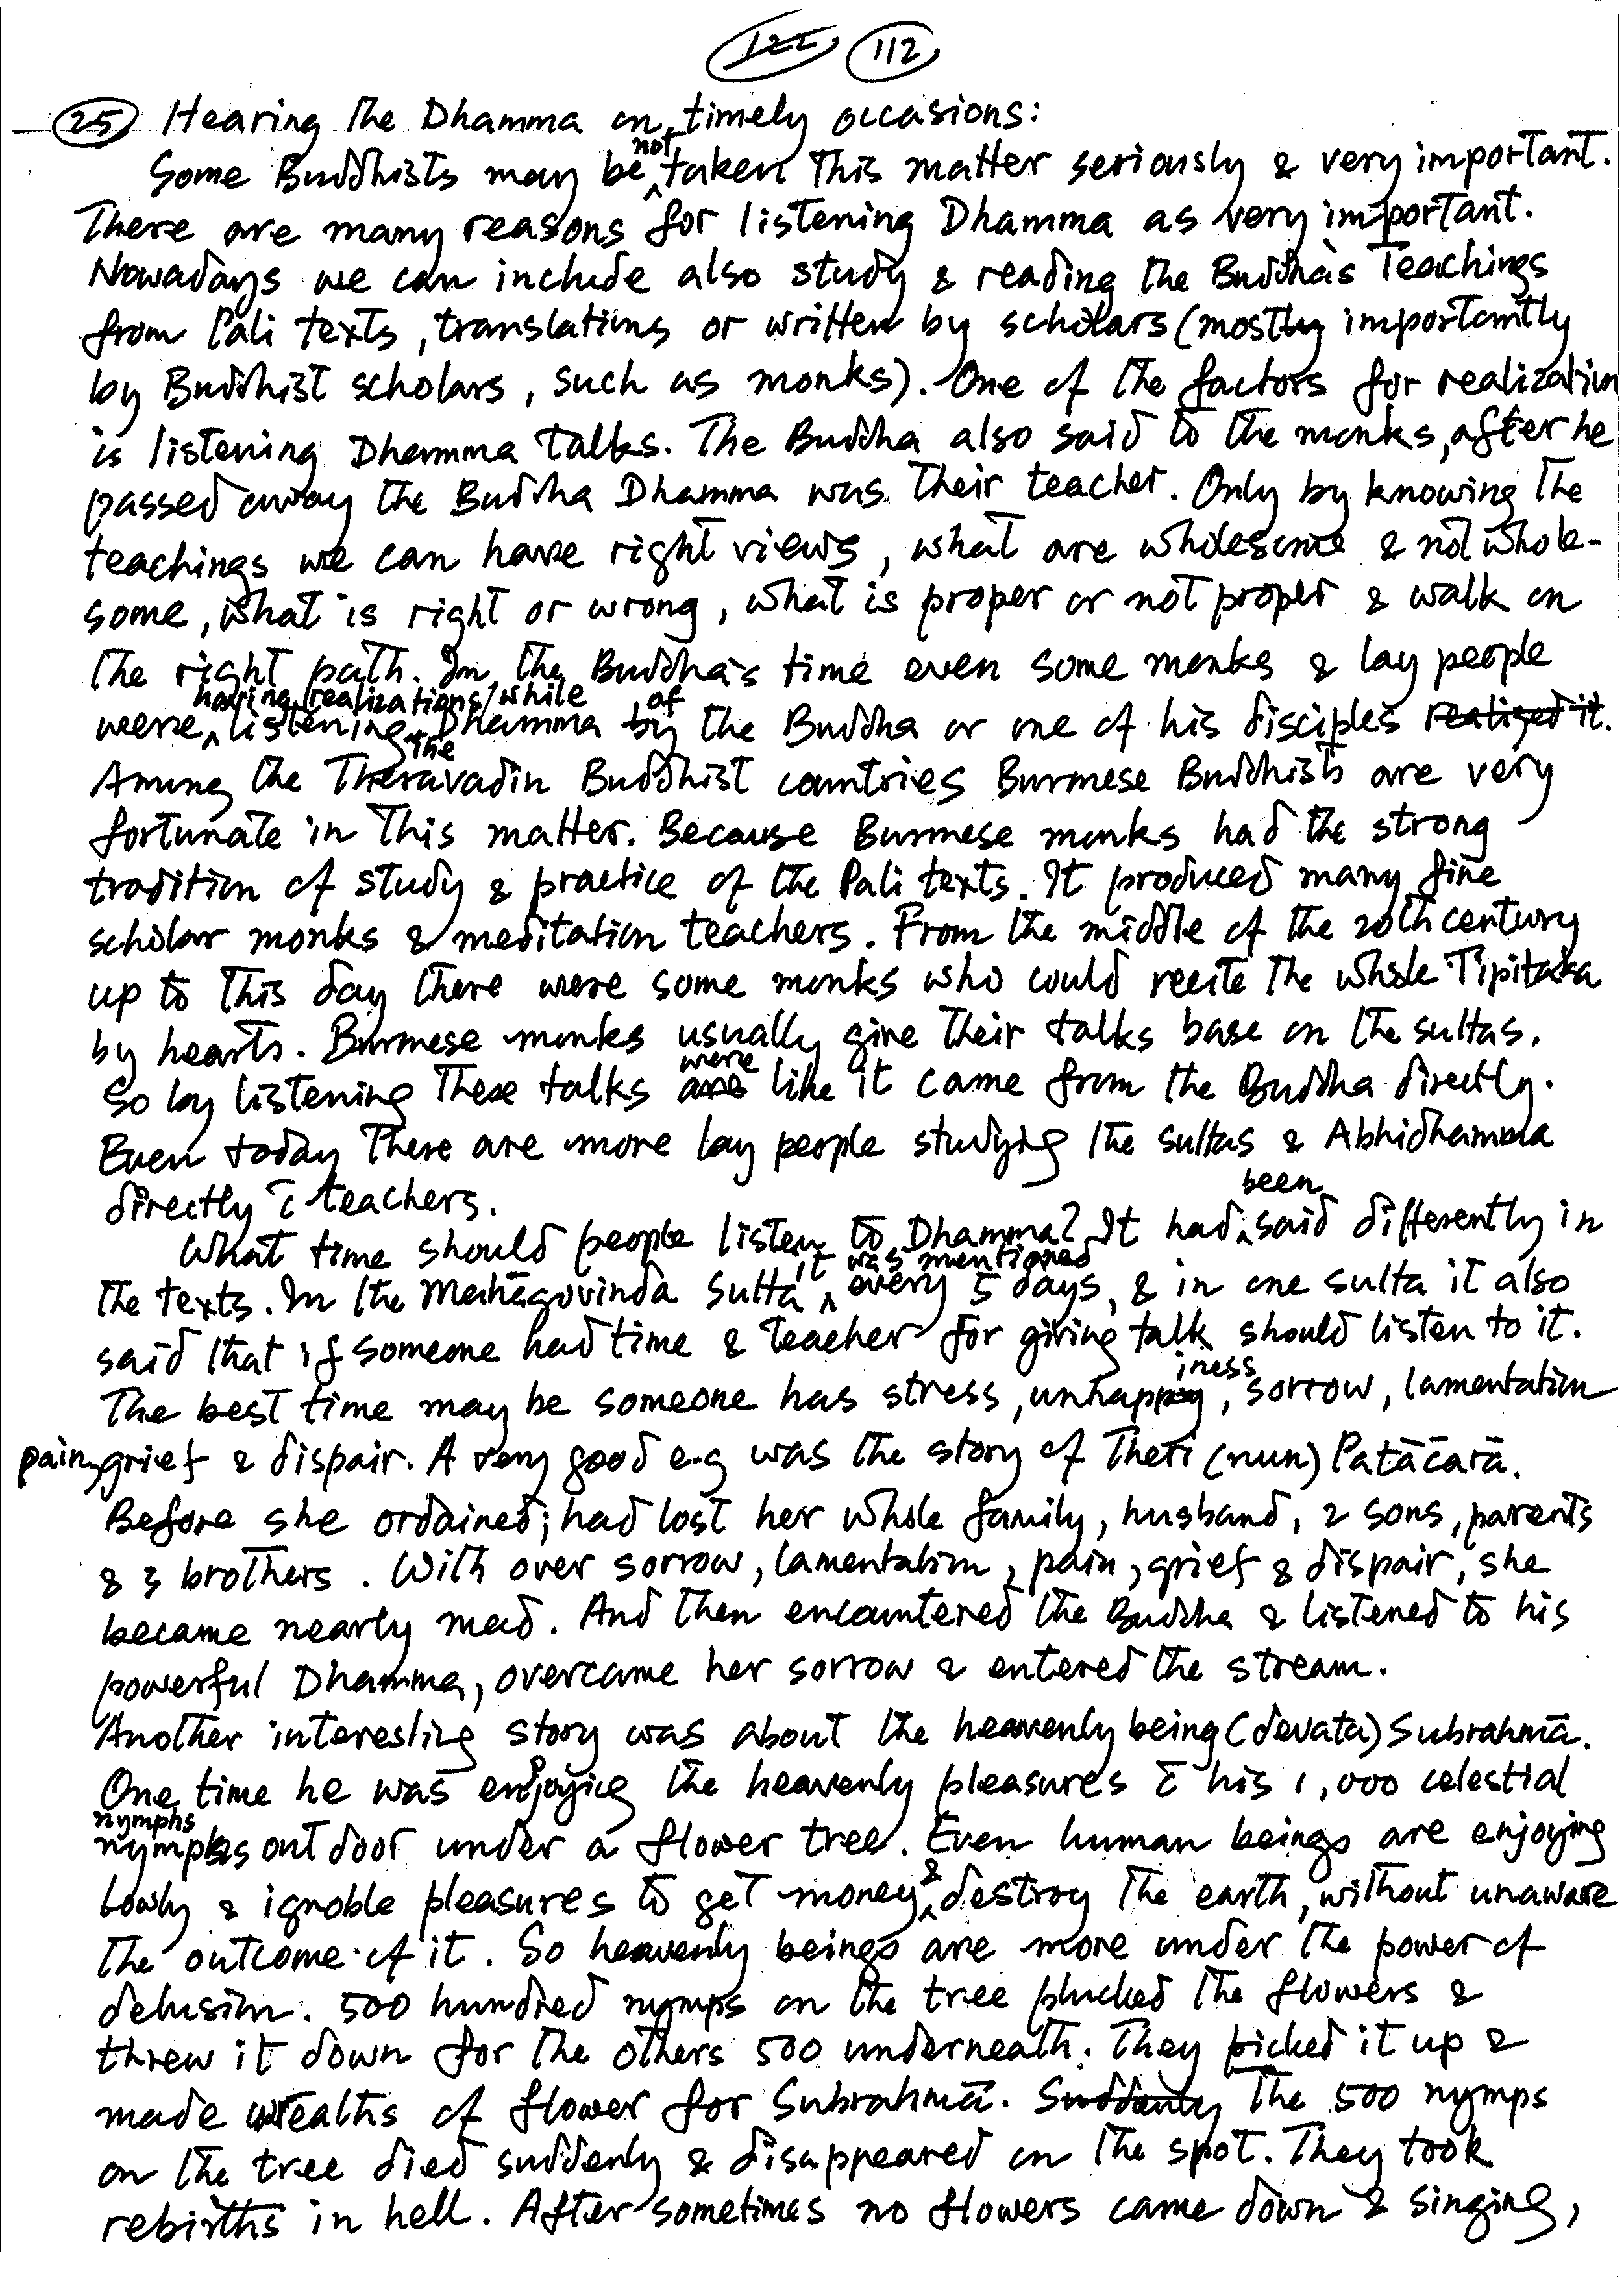 122 112
25 Hearing the Dhamma on timely occasions:
Some Buddhists may be not taken this matter seriously & very important.
There are many reasons for listening Dhamma as very important.
Nowadays we can include also study & reading the Buddha's Teachings
from Pali texts, translations or written by scholars (mostly importantly
by Buddhist scholars, such as monks). One of the factors for realization
is listening Dhamma talks. The Buddha also said to the monks, after he
passed away the Buddha Dhamma was their teacher. Only by knowing the
teachings we can have right views, what are wholesome & not whole-
some, what is right or wrong, what is proper or not proper & walk on
the right path. In the Buddha's time even some monks & lay people
were having realizations/while listening the Dhamma by of the Buddha or one of his disciples realized it.
Among the Theravadin Buddhist countries Burmese Buddhists are very
fortunate in this matter. Because Burmese monks had the strong
tradition of study & practice of the Pali texts. It produced many fine
scholar monks & meditation teachers. From the middle of the 20th century
up to this day there were some monks who could recite the whole Tipitaka
by hearts. Burmese monks usually give their talks base on the suttas.
So by listening these talks are were like it came from the Buddha directly.
Even today there are more lay people studying the suttas & Abhidhamma
directly c̄ teachers.
What time should people listen to Dhamma? It had been said differently in
the texts. In the Mahāgovinda Sutta it was mentioned every 5 days, & in one sutta it also
said that if someone had time & teacher for giving talk should listen to it.
The best time may be someone has stress, unhappiness, sorrow, lamentation
pain, grief & dispair. A very good e.g was the story of Therī (nun) Patācārā.
Before she ordained; had lost her whole family, husband, 2 sons, parents
& 3 brothers. With over sorrow, lamentation, pain, grief & dispair, she
became nearly mad. And then encountered the Buddha & listened to his
powerful Dhamma, overcame her sorrow & entered the stream.
Another interesting story was about the heavenly being (devata) Subrahmā.
One time he was enjoying the heavenly pleasures c̄ his 1,000 celestial
nymphs nymphs out door under a flower tree. Even human beings are enjoying
lowly & ignoble pleasures to get money & destroy the earth, without unaware
the outcome of it. So heavenly beings are more under the power of
delusion. 500 hundred nymps on the tree plucked the flowers &
threw it down for the others 500 underneath. They picked it up &
made wreaths of flower for Subrahmā. Suddenly The 500 nymps
on the tree died suddenly & disappeared on the spot. They took
rebirths in hell. After sometimes no flowers came down & singing,